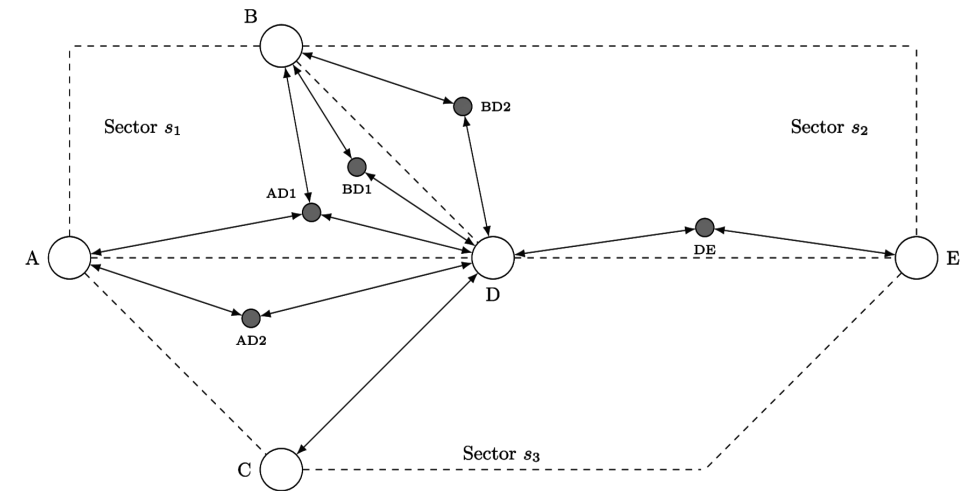 B
BD2
Sector s₁
Sector s₂
BD1
AD1
A
DE
E
D
AD2
Sector s₃
C